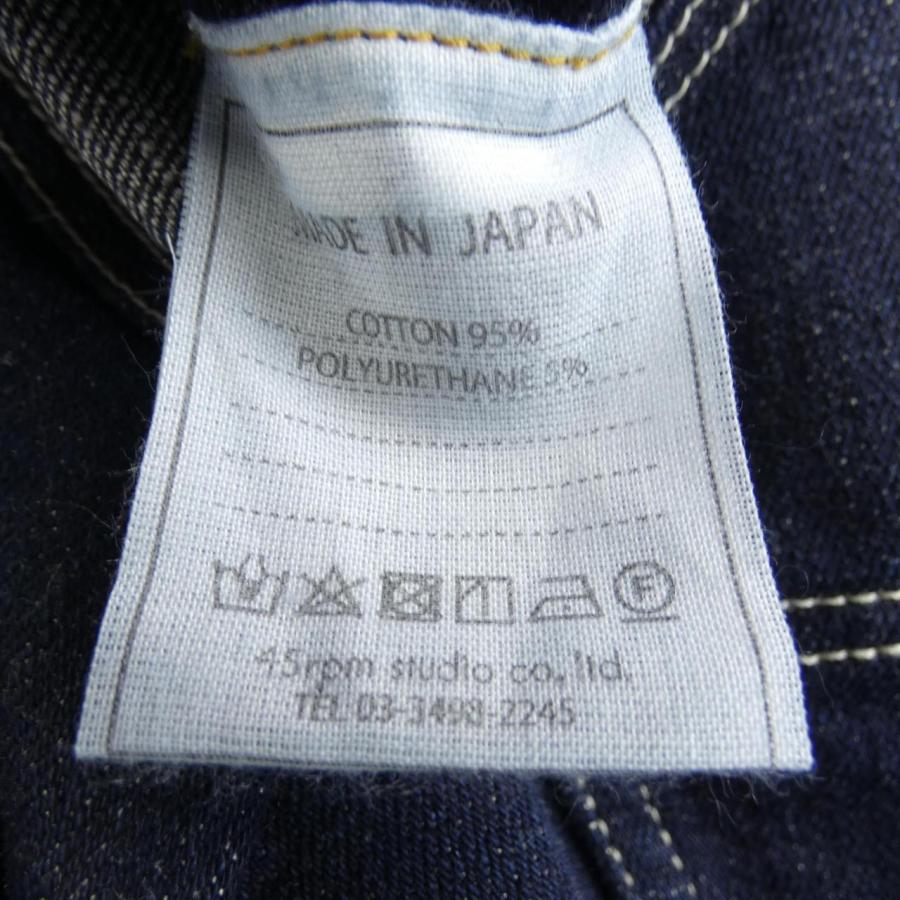 MADE IN JAPAN
COTTON 95%
POLYURETHANE 5%
F
45rpm studio co., ltd.
TEL 03-3498-2245